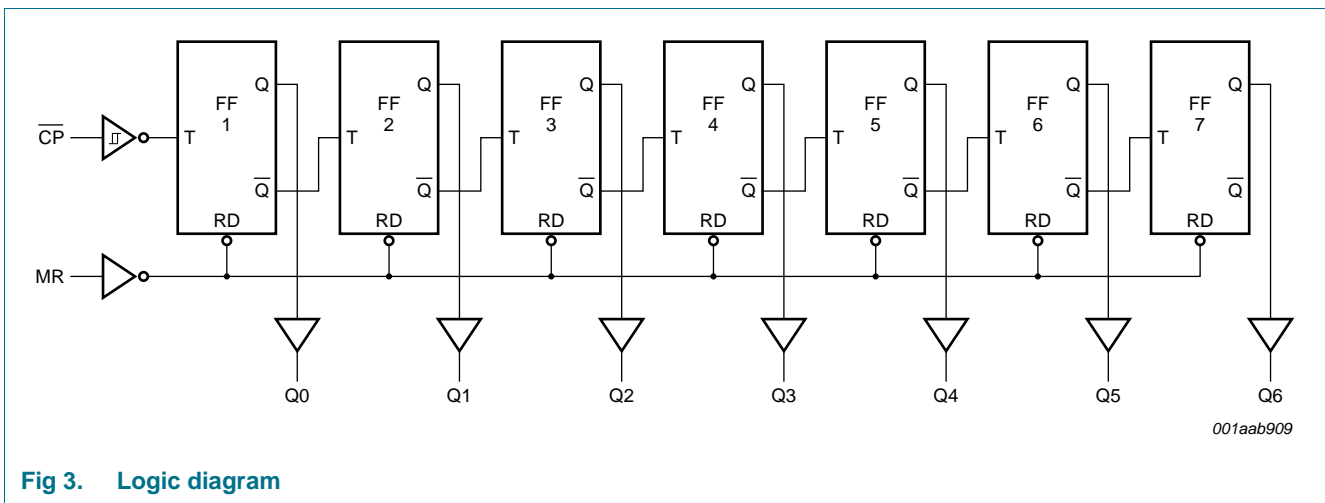 Q Q Q Q Q Q Q
FF FF FF FF FF FF FF
1 2 3 4 5 6 7
C̅P̅ T T T T T T T
Q̅ Q̅ Q̅ Q̅ Q̅ Q̅ Q̅
RD RD RD RD RD RD RD
MR
Q0 Q1 Q2 Q3 Q4 Q5 Q6
001aab909
Fig 3. Logic diagram